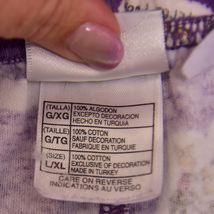 (TALLA)
G/XG
100% ALGODON
EXCEPTO DECORACION
HECHO EN TURQUIA
(TAILLE)
G/TG
100% COTON
SAUF DECORATION
FABRIQUE EN TURQUIE
(SIZE)
L/XL
100% COTTON
EXCLUSIVE OF DECORATION
MADE IN TURKEY
CARE ON REVERSE
INDICATIONS AU VERSO